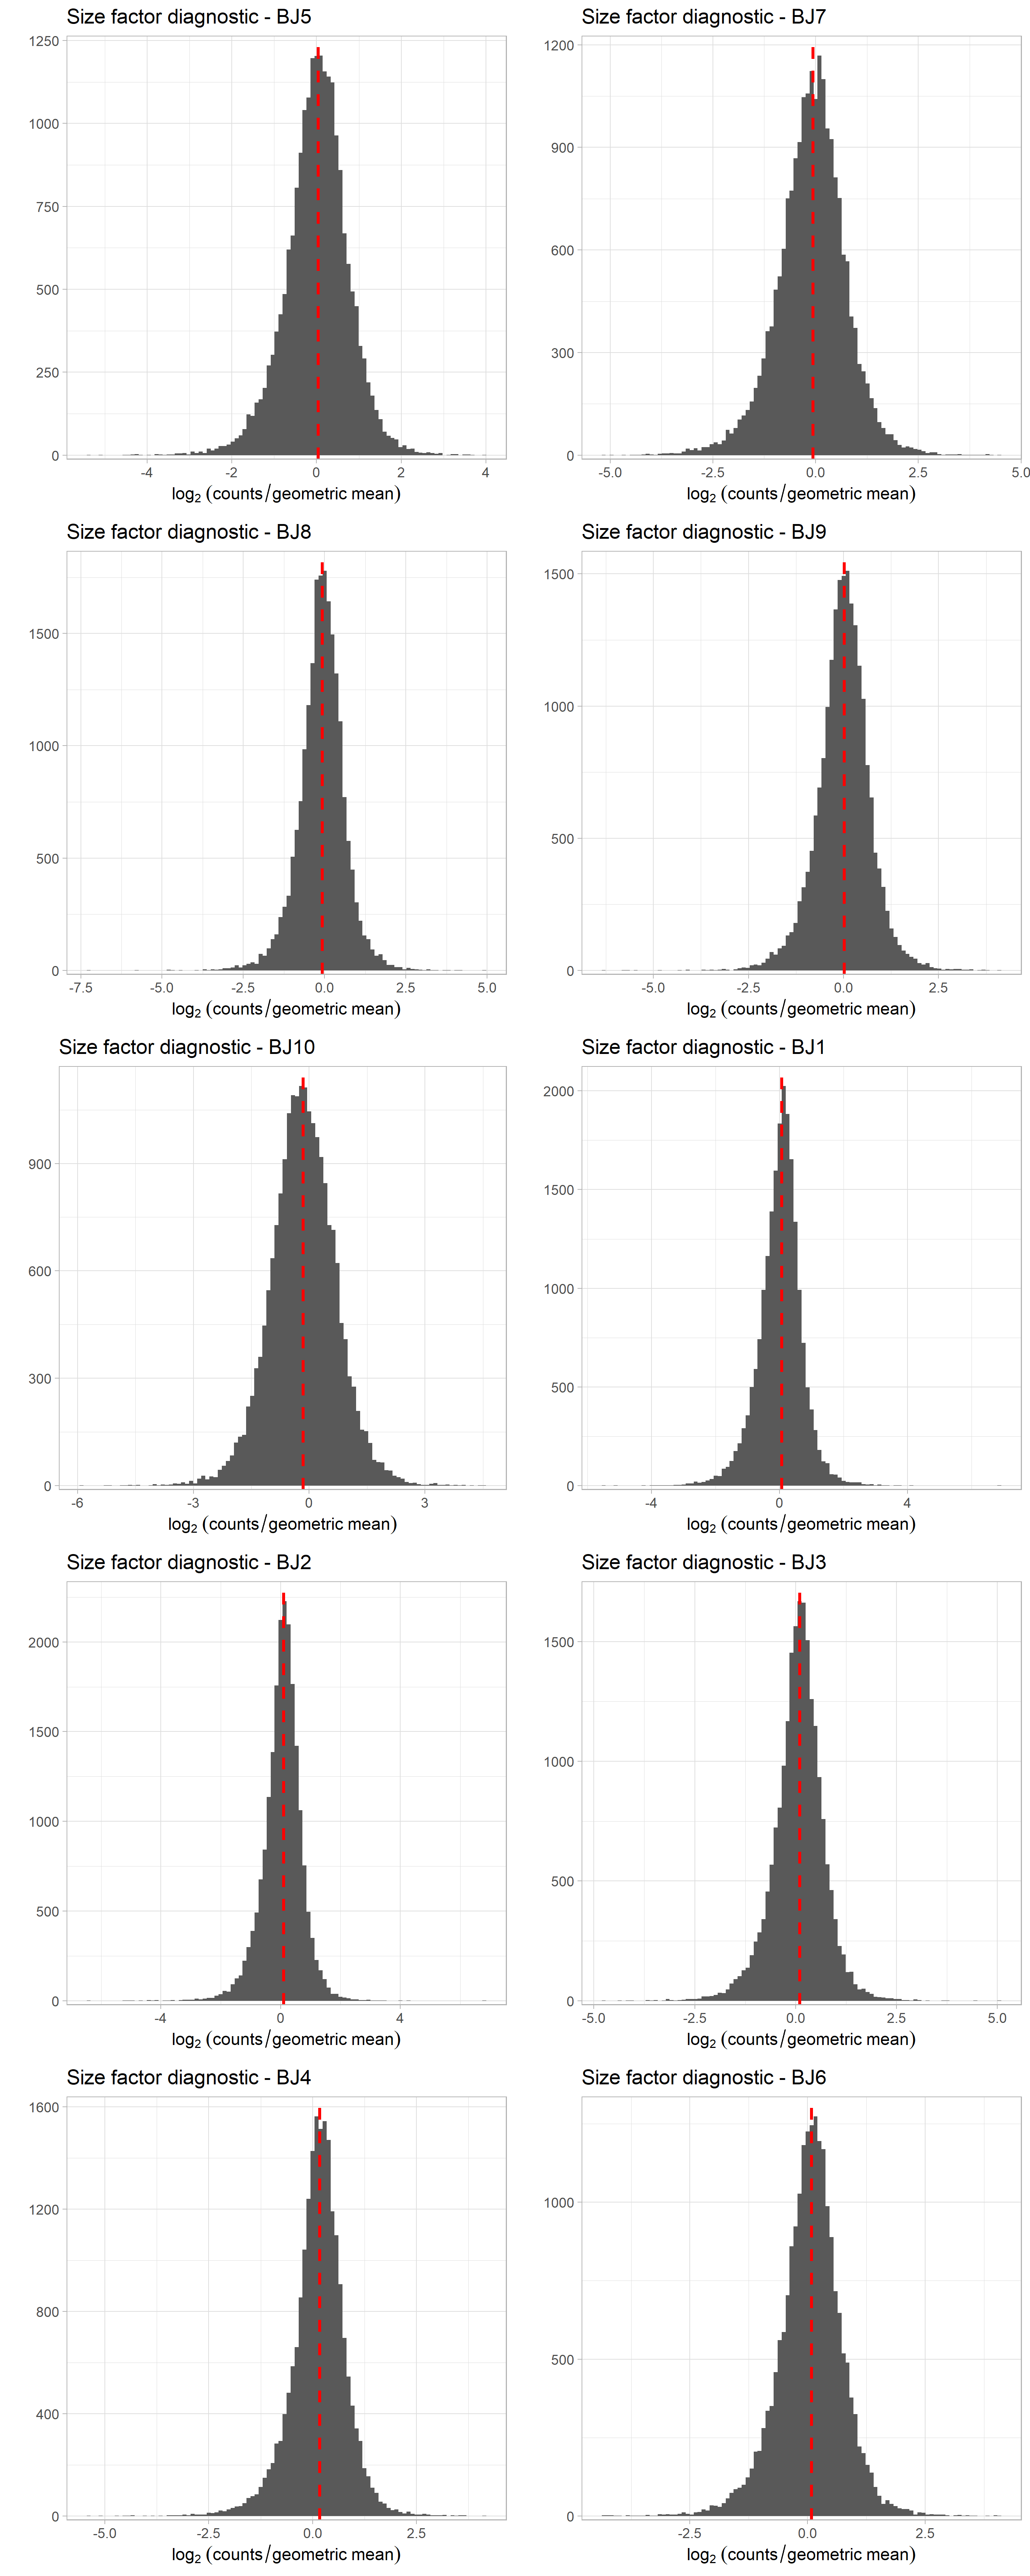 Size factor diagnostic - BJ5
1250
1000
750
500
250
0
-4 -2 0 2 4
log2 (counts/geometric mean)
Size factor diagnostic - BJ7
1200
900
600
300
0
-5.0 -2.5 0.0 2.5 5.0
log2 (counts/geometric mean)
Size factor diagnostic - BJ8
1500
1000
500
0
-7.5 -5.0 -2.5 0.0 2.5 5.0
log2 (counts/geometric mean)
Size factor diagnostic - BJ9
1500
1000
500
0
-5.0 -2.5 0.0 2.5
log2 (counts/geometric mean)
Size factor diagnostic - BJ10
900
600
300
0
-6 -3 0 3
log2 (counts/geometric mean)
Size factor diagnostic - BJ1
2000
1500
1000
500
0
-4 0 4
log2 (counts/geometric mean)
Size factor diagnostic - BJ2
2000
1500
1000
500
0
-4 0 4
log2 (counts/geometric mean)
Size factor diagnostic - BJ3
1500
1000
500
0
-5.0 -2.5 0.0 2.5 5.0
log2 (counts/geometric mean)
Size factor diagnostic - BJ4
1600
1200
800
400
0
-5.0 -2.5 0.0 2.5
log2 (counts/geometric mean)
Size factor diagnostic - BJ6
1000
500
0
-2.5 0.0 2.5
log2 (counts/geometric mean)